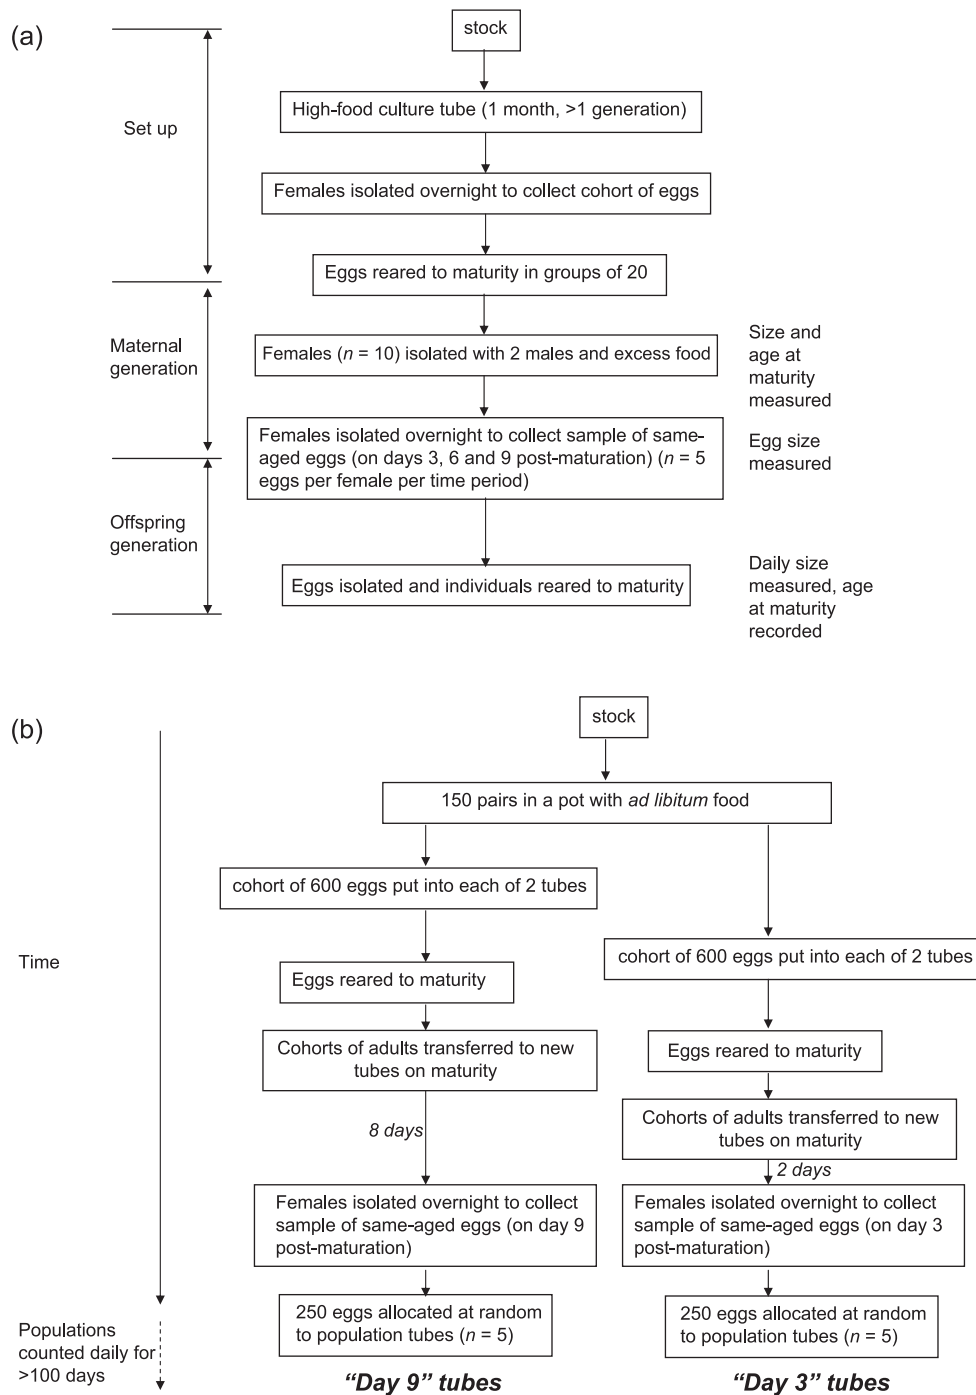 (a)
stock
Set up
High-food culture tube (1 month, >1 generation)
Females isolated overnight to collect cohort of eggs
Eggs reared to maturity in groups of 20
Maternal
generation
Females (n = 10) isolated with 2 males and excess food
Size and
age at
maturity
measured
Females isolated overnight to collect sample of same-
aged eggs (on days 3, 6 and 9 post-maturation) (n = 5
eggs per female per time period)
Egg size
measured
Offspring
generation
Eggs isolated and individuals reared to maturity
Daily size
measured, age
at maturity
recorded
(b)
stock
150 pairs in a pot with ad libitum food
Time
cohort of 600 eggs put into each of 2 tubes
Eggs reared to maturity
Cohorts of adults transferred to new
tubes on maturity
8 days
Females isolated overnight to collect
sample of same-aged eggs (on day 9
post-maturation)
250 eggs allocated at random
to population tubes (n = 5)
"Day 9" tubes
cohort of 600 eggs put into each of 2 tubes
Eggs reared to maturity
Cohorts of adults transferred to new
tubes on maturity
2 days
Females isolated overnight to collect
sample of same-aged eggs (on day 3
post-maturation)
250 eggs allocated at random
to population tubes (n = 5)
"Day 3" tubes
Populations
counted daily for
>100 days